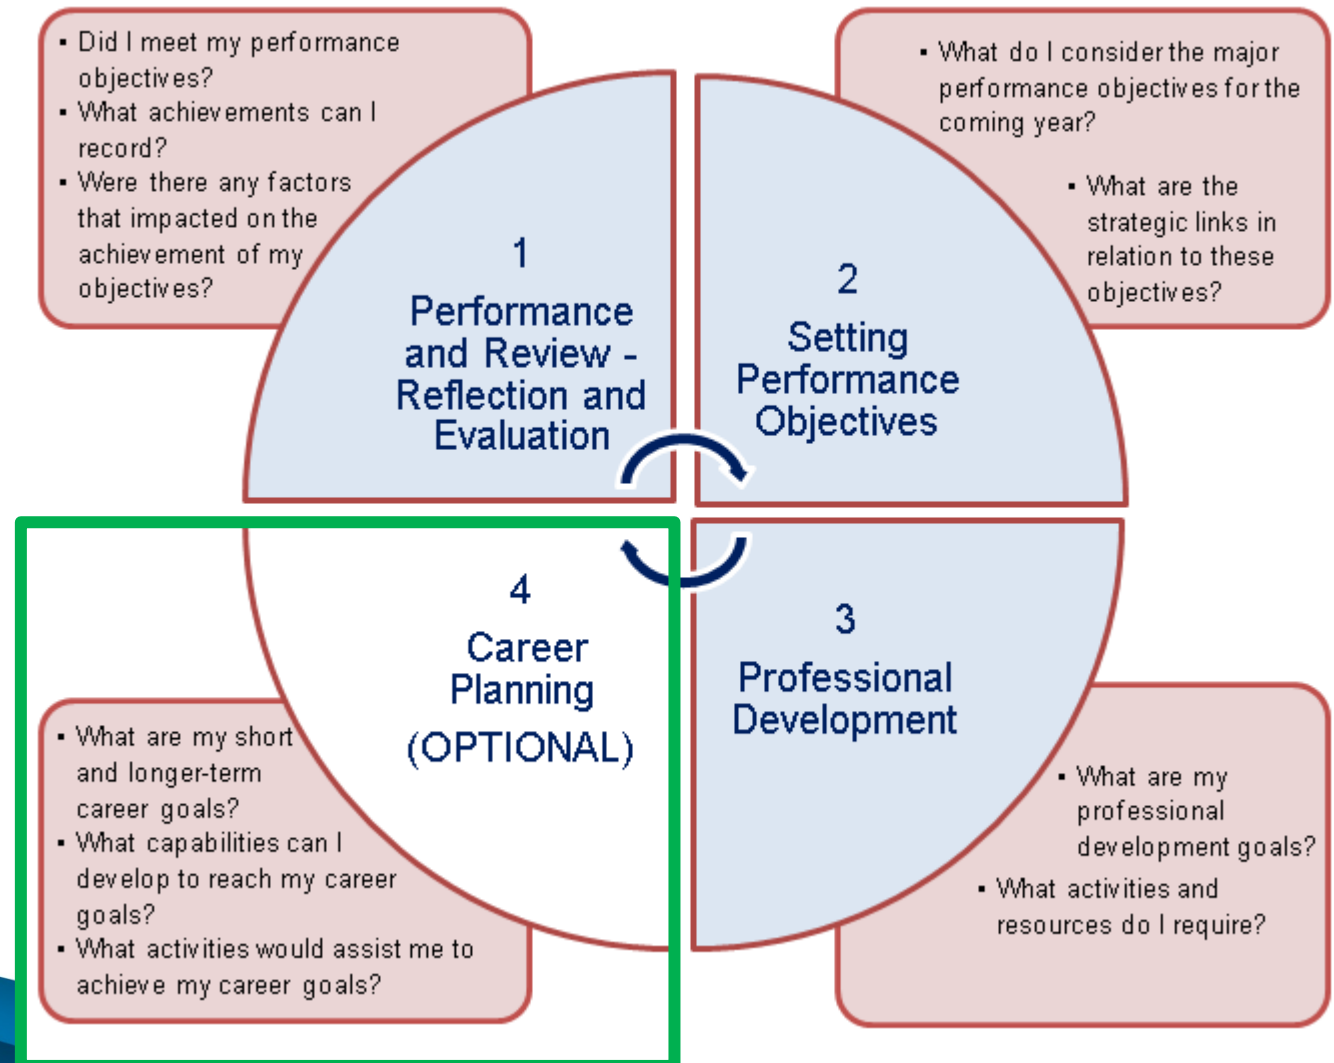 ▪ Did I meet my performance
objectives?
▪ What achievements can I
record?
▪ Were there any factors
that impacted on the
achievement of my
objectives?
1
Performance
and Review -
Reflection and
Evaluation
▪ What do I consider the major
performance objectives for the
coming year?
▪ What are the
strategic links in
relation to these
objectives?
2
Setting
Performance
Objectives
3
Professional
Development
▪ What are my
professional
development goals?
▪ What activities and
resources do I require?
4
Career
Planning
(OPTIONAL)
▪ What are my short
and longer-term
career goals?
▪ What capabilities can I
develop to reach my career
goals?
▪ What activities would assist me to
achieve my career goals?